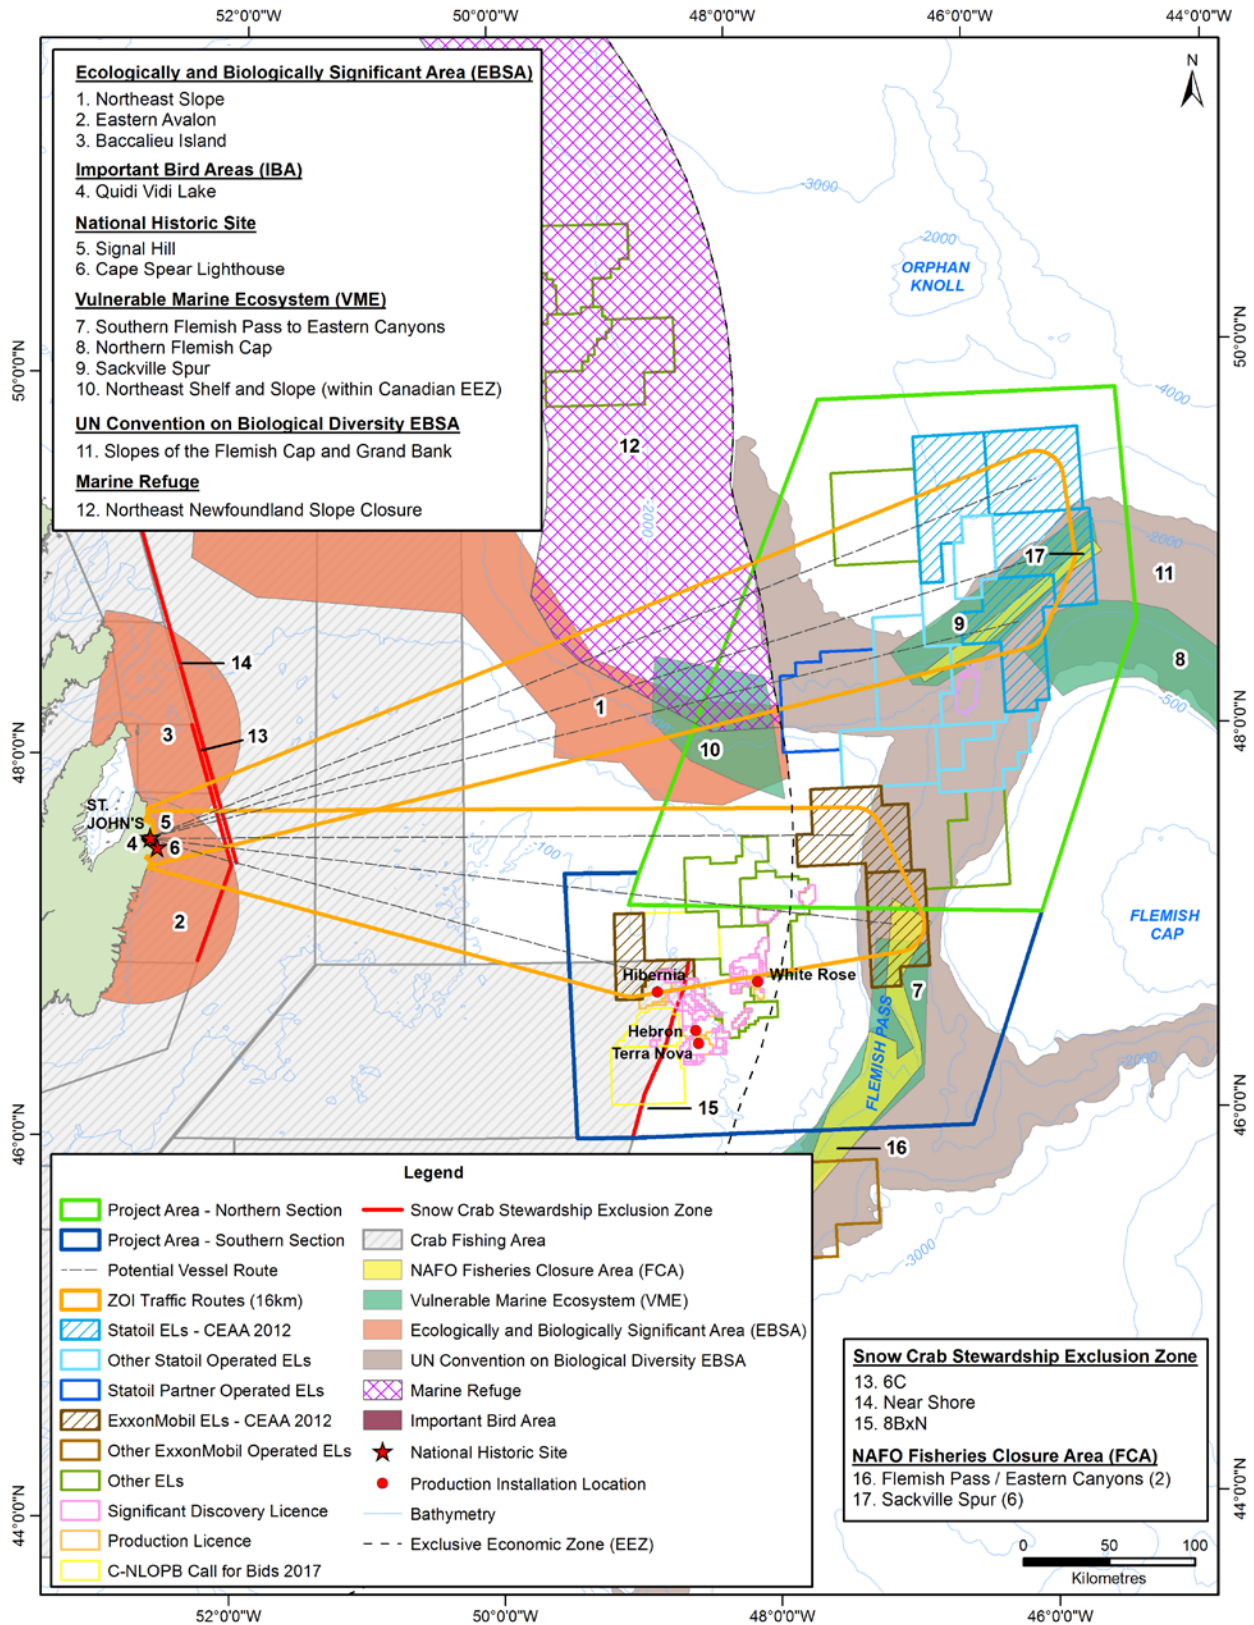 52°0'0"W 50°0'0"W 48°0'0"W 46°0'0"W 44°0'0"W
N
Ecologically and Biologically Significant Area (EBSA)
1. Northeast Slope
2. Eastern Avalon
3. Baccalieu Island
Important Bird Areas (IBA)
4. Quidi Vidi Lake
National Historic Site
5. Signal Hill
6. Cape Spear Lighthouse
Vulnerable Marine Ecosystem (VME)
7. Southern Flemish Pass to Eastern Canyons
8. Northern Flemish Cap
9. Sackville Spur
10. Northeast Shelf and Slope (within Canadian EEZ)
UN Convention on Biological Diversity EBSA
11. Slopes of the Flemish Cap and Grand Bank
Marine Refuge
12. Northeast Newfoundland Slope Closure
-3000
-2000
ORPHAN
KNOLL
50°0'0"N
50°0'0"N
-4000
12
-2000
-2000
17
11
9
8
14
1
-500
3
13
10
48°0'0"N
48°0'0"N
ST.
JOHN'S
5
4
6
-100
2
FLEMISH
CAP
Hibernia
White Rose
7
Hebron
Terra Nova
FLEMISH PASS
-2000
15
16
46°0'0"N
46°0'0"N
-3000
Legend
Project Area - Northern Section
Project Area - Southern Section
Potential Vessel Route
ZOI Traffic Routes (16km)
Statoil ELs - CEAA 2012
Other Statoil Operated ELs
Statoil Partner Operated ELs
ExxonMobil ELs - CEAA 2012
Other ExxonMobil Operated ELs
Other ELs
Significant Discovery Licence
Production Licence
C-NLOPB Call for Bids 2017
Snow Crab Stewardship Exclusion Zone
Crab Fishing Area
NAFO Fisheries Closure Area (FCA)
Vulnerable Marine Ecosystem (VME)
Ecologically and Biologically Significant Area (EBSA)
UN Convention on Biological Diversity EBSA
Marine Refuge
Important Bird Area
National Historic Site
Production Installation Location
Bathymetry
Exclusive Economic Zone (EEZ)
Snow Crab Stewardship Exclusion Zone
13. 6C
14. Near Shore
15. 8BxN
NAFO Fisheries Closure Area (FCA)
16. Flemish Pass / Eastern Canyons (2)
17. Sackville Spur (6)
44°0'0"N
44°0'0"N
0 50 100
Kilometres
52°0'0"W 50°0'0"W 48°0'0"W 46°0'0"W